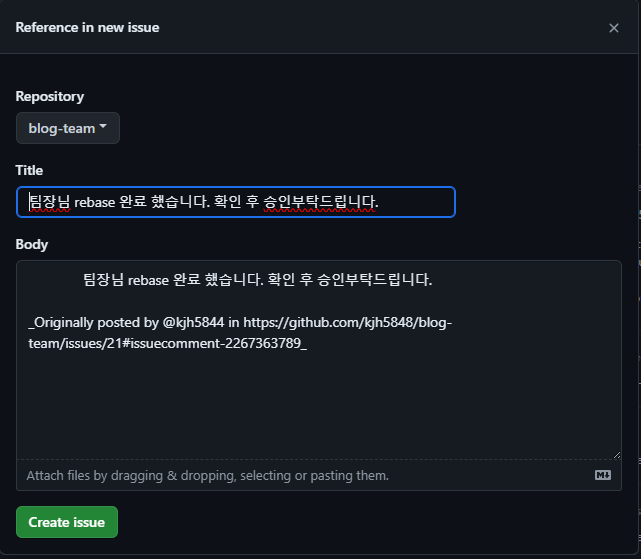 Reference in new issue
Repository
blog-team
Title
팀장님 rebase 완료 했습니다. 확인 후 승인부탁드립니다.
Body
팀장님 rebase 완료 했습니다. 확인 후 승인부탁드립니다.
_Originally posted by @kjh5844 in https://github.com/kjh5848/blog-
team/issues/21#issuecomment-2267363789_
Attach files by dragging & dropping, selecting or pasting them.
Create issue